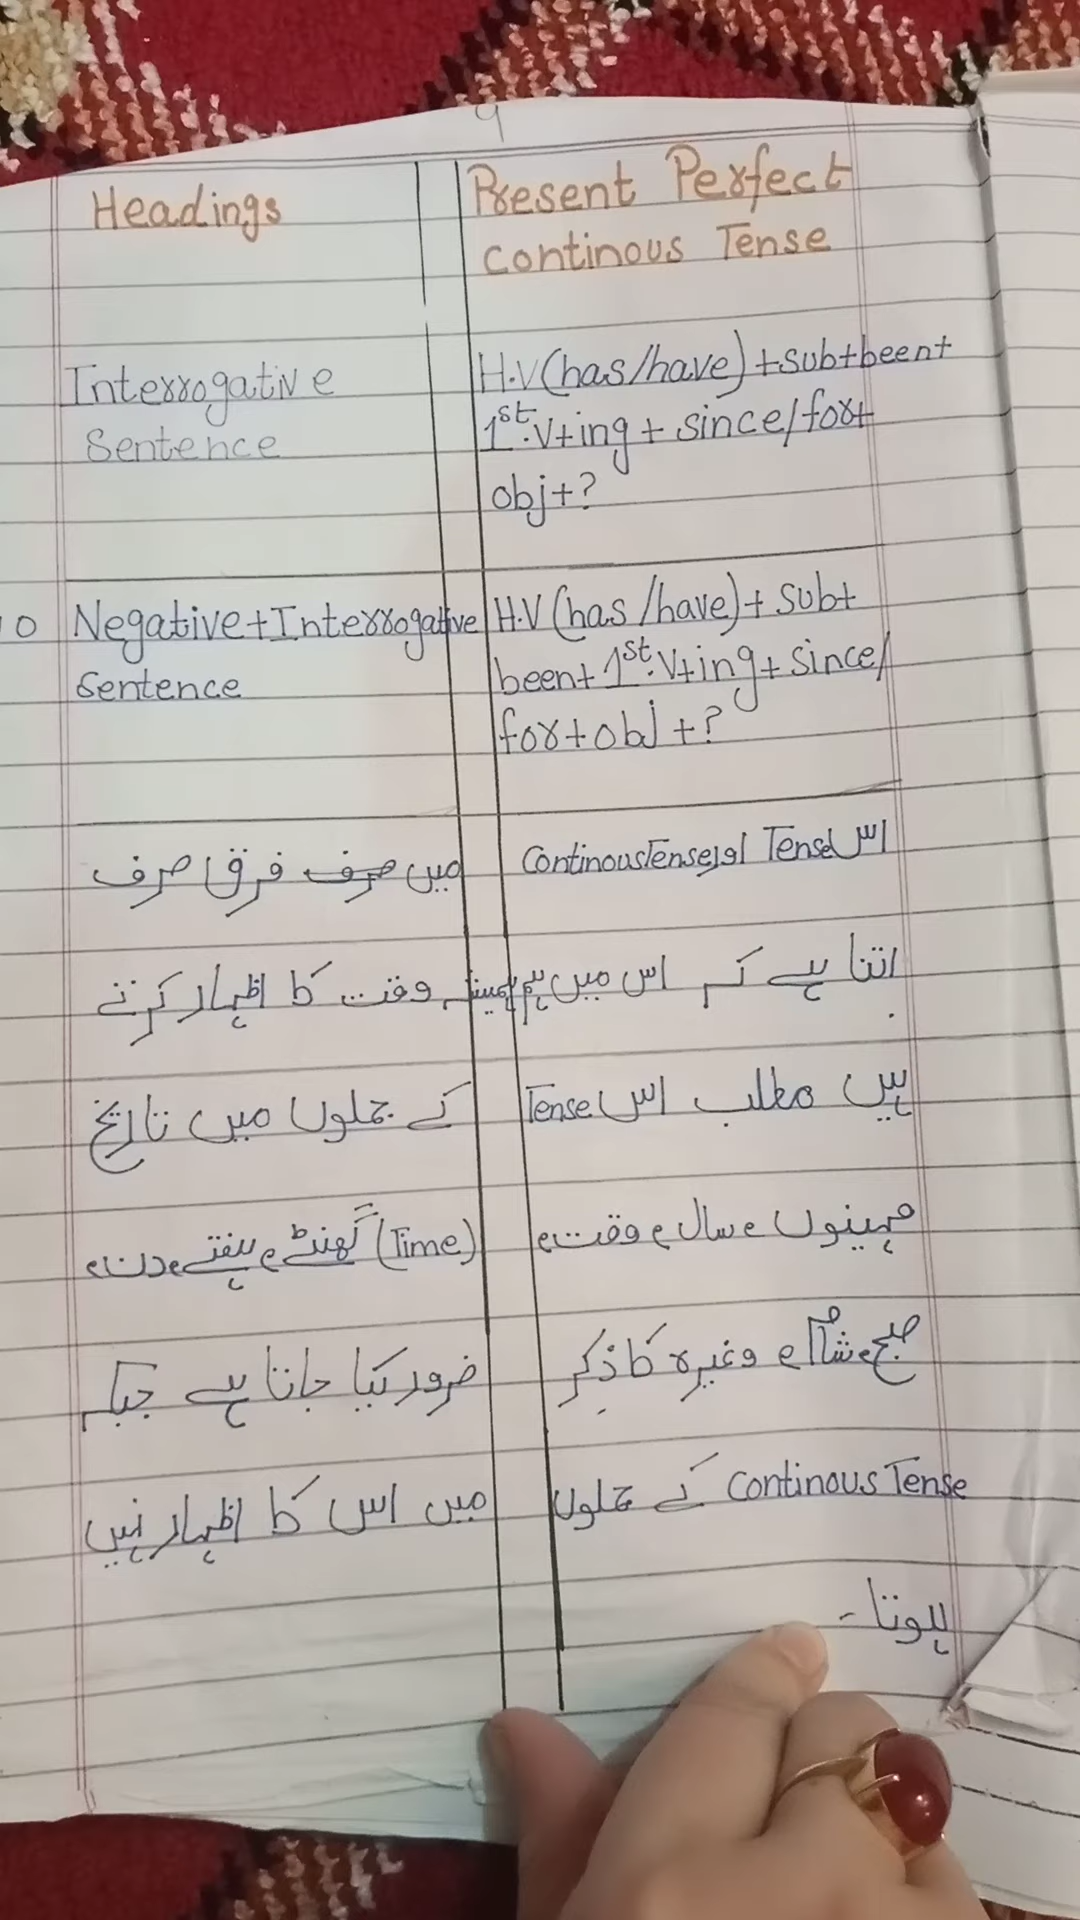 9
Headings
Present Perfect
Continous Tense
Interrogative
Sentence
H.V(has/have)+sub+been+
1st.V+ing+since/for+
obj+?
10 Negative+Interrogative
Sentence
H.V(has/have)+Sub+
been+1st.V+ing+since/
for+obj+?
اس Tense اور Continous Tense میں صرف فرق صرف
اتنا ہے کہ اس میں ہم ہمیشہ وقت کا اظہار کرتے
ہیں مطلب اس Tense کے جملوں میں تاریخ
مہینوں، سال، وقت، (Time) گھنٹے، ہفتے، دن،
صبح، شام، وغیرہ کا ذکر ضرور کیا جاتا ہے جبکہ
Continous Tense کے جملوں میں اس کا اظہار نہیں
ہوتا۔